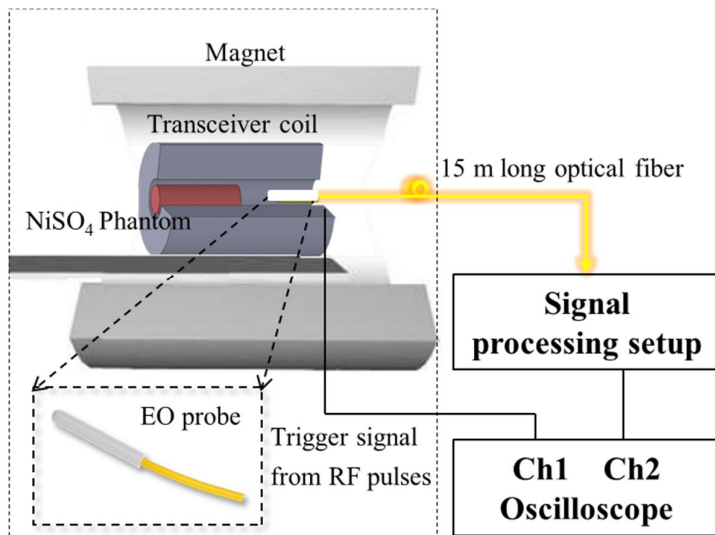 Magnet
Transceiver coil
15 m long optical fiber
NiSO₄ Phantom
Signal
processing setup
EO probe
Trigger signal
from RF pulses
Ch1 Ch2
Oscilloscope